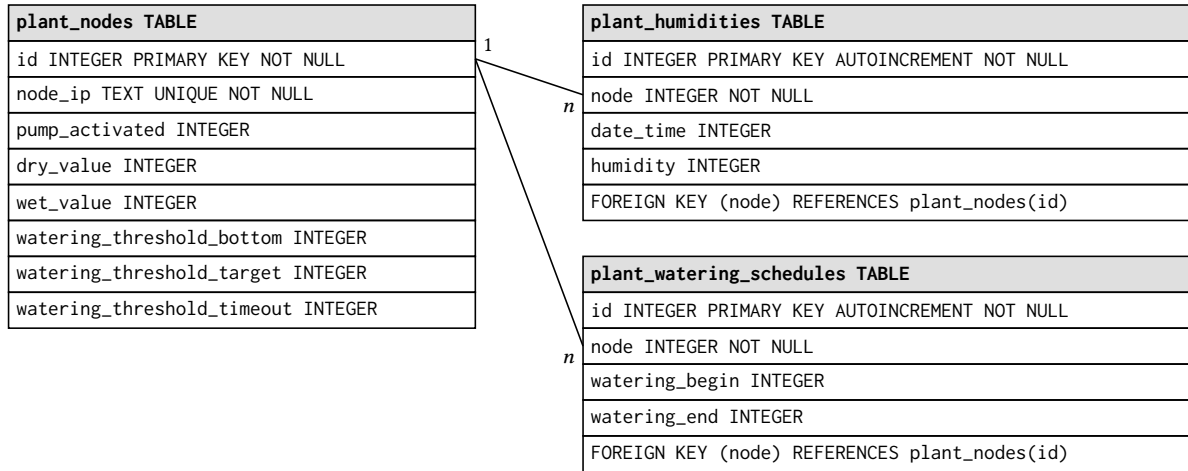 plant_nodes TABLE
id INTEGER PRIMARY KEY NOT NULL
node_ip TEXT UNIQUE NOT NULL
pump_activated INTEGER
dry_value INTEGER
wet_value INTEGER
watering_threshold_bottom INTEGER
watering_threshold_target INTEGER
watering_threshold_timeout INTEGER
1
n
n
plant_humidities TABLE
id INTEGER PRIMARY KEY AUTOINCREMENT NOT NULL
node INTEGER NOT NULL
date_time INTEGER
humidity INTEGER
FOREIGN KEY (node) REFERENCES plant_nodes(id)
plant_watering_schedules TABLE
id INTEGER PRIMARY KEY AUTOINCREMENT NOT NULL
node INTEGER NOT NULL
watering_begin INTEGER
watering_end INTEGER
FOREIGN KEY (node) REFERENCES plant_nodes(id)